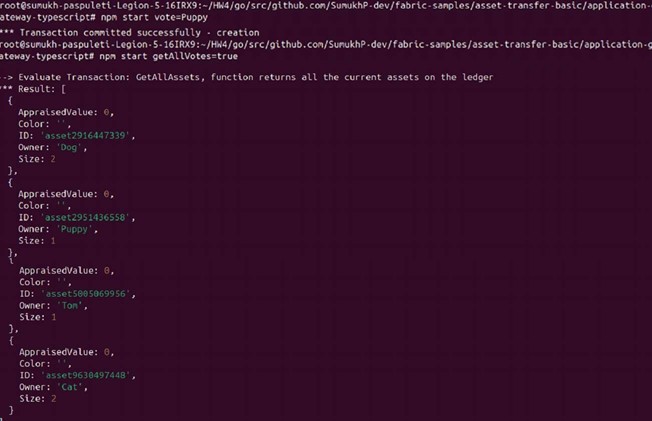 root@sumukh-paspuleti-Legion-5-16IRX9:~/HW4/go/src/github.com/SumukhP-dev/fabric-samples/asset-transfer-basic/application-g
ateway-typescript# npm start vote=Puppy
*** Transaction committed successfully - creation
root@sumukh-paspuleti-Legion-5-16IRX9:~/HW4/go/src/github.com/SumukhP-dev/fabric-samples/asset-transfer-basic/application-g
ateway-typescript# npm start getAllVotes=true
--> Evaluate Transaction: GetAllAssets, function returns all the current assets on the ledger
*** Result: [
{
AppraisedValue: 0,
Color: '',
ID: 'asset2916447339',
Owner: 'Dog',
Size: 2
},
{
AppraisedValue: 0,
Color: '',
ID: 'asset2951436558',
Owner: 'Puppy',
Size: 1
},
{
AppraisedValue: 0,
Color: '',
ID: 'asset5005069956',
Owner: 'Tom',
Size: 1
},
{
AppraisedValue: 0,
Color: '',
ID: 'asset9630497448',
Owner: 'Cat',
Size: 2
}